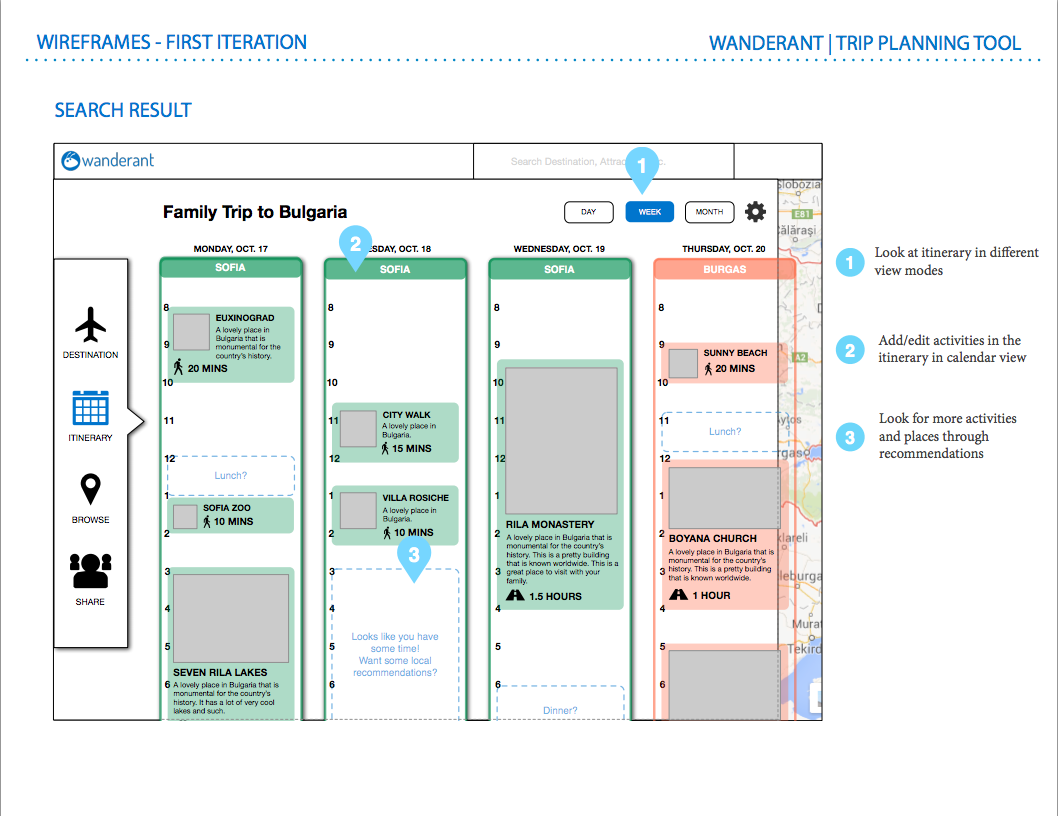 WIREFRAMES - FIRST ITERATION
WANDERANT | TRIP PLANNING TOOL
SEARCH RESULT
wanderant
Search Destination, Attrac c.
1
Family Trip to Bulgaria
DAY
WEEK
MONTH
2
MONDAY, OCT. 17
ESDAY, OCT. 18
WEDNESDAY, OCT. 19
THURSDAY, OCT. 20
SOFIA
SOFIA
SOFIA
BURGAS
DESTINATION
ITINERARY
BROWSE
SHARE
8
9
10
11
12
1
2
3
4
5
6
EUXINOGRAD
A lovely place in
Bulgaria that is
monumental for the
country's history.
20 MINS
Lunch?
SOFIA ZOO
10 MINS
SEVEN RILA LAKES
A lovely place in Bulgaria that is
monumental for the country's
history. It has a lot of very cool
lakes and such.
8
9
10
11
12
1
2
3
4
5
6
CITY WALK
A lovely place in
Bulgaria.
15 MINS
VILLA ROSICHE
A lovely place in
Bulgaria.
10 MINS
3
Looks like you have
some time!
Want some local
recommendations?
8
9
10
11
12
1
2
3
4
5
6
RILA MONASTERY
A lovely place in Bulgaria that is
monumental for the country's
history. This is a pretty building
that is known worldwide. This is a
great place to visit with your
family.
1.5 HOURS
Dinner?
8
9
10
11
12
1
2
3
4
5
6
SUNNY BEACH
20 MINS
Lunch?
BOYANA CHURCH
A lovely place in Bulgaria that is
monumental for the country's
history. This is a pretty building
that is known worldwide.
1 HOUR
Slobozia
E81
Călărași
A2
Aytos
rgas
klareli
leburga
Murat
Tekird
1
Look at itinerary in different
view modes
2
Add/edit activities in the
itinerary in calendar view
3
Look for more activities
and places through
recommendations